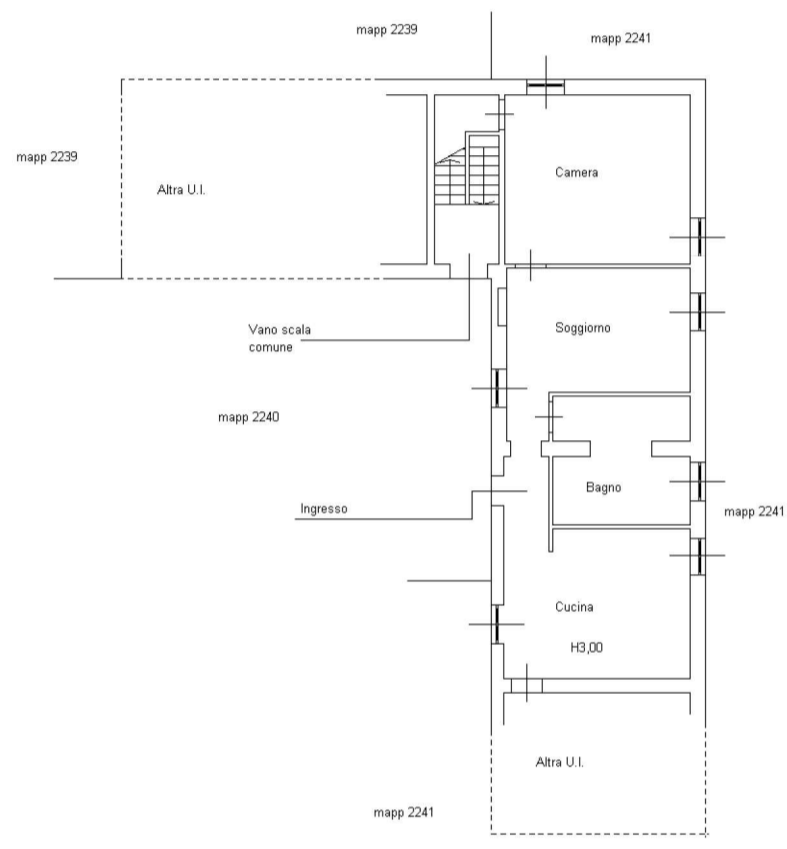 mapp 2239
mapp 2241
mapp 2239
Altra U.I.
Camera
Vano scala
comune
Soggiorno
mapp 2240
Bagno
Ingresso
mapp 2241
Cucina
H3,00
Altra U.I.
mapp 2241